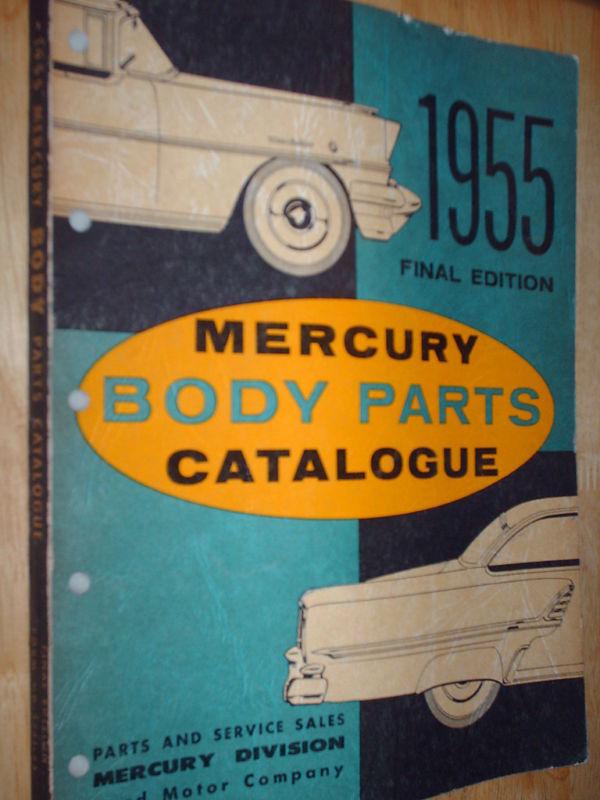 1955
FINAL EDITION
MERCURY
BODY PARTS
CATALOGUE
PARTS AND SERVICE SALES
MERCURY DIVISION
Motor Company
1955 MERCURY BODY PARTS CATALOGUE